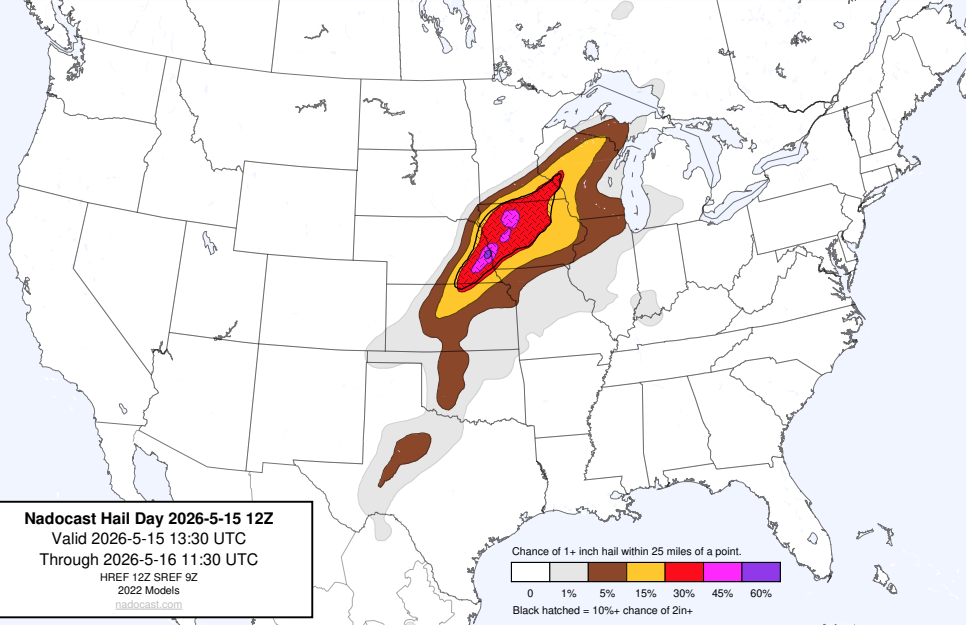 Nadocast Hail Day 2026-5-15 12Z
Valid 2026-5-15 13:30 UTC
Through 2026-5-16 11:30 UTC
HREF 12Z SREF 9Z
2022 Models
nadocast.com
Chance of 1+ inch hail within 25 miles of a point.
0 1% 5% 15% 30% 45% 60%
Black hatched = 10%+ chance of 2in+